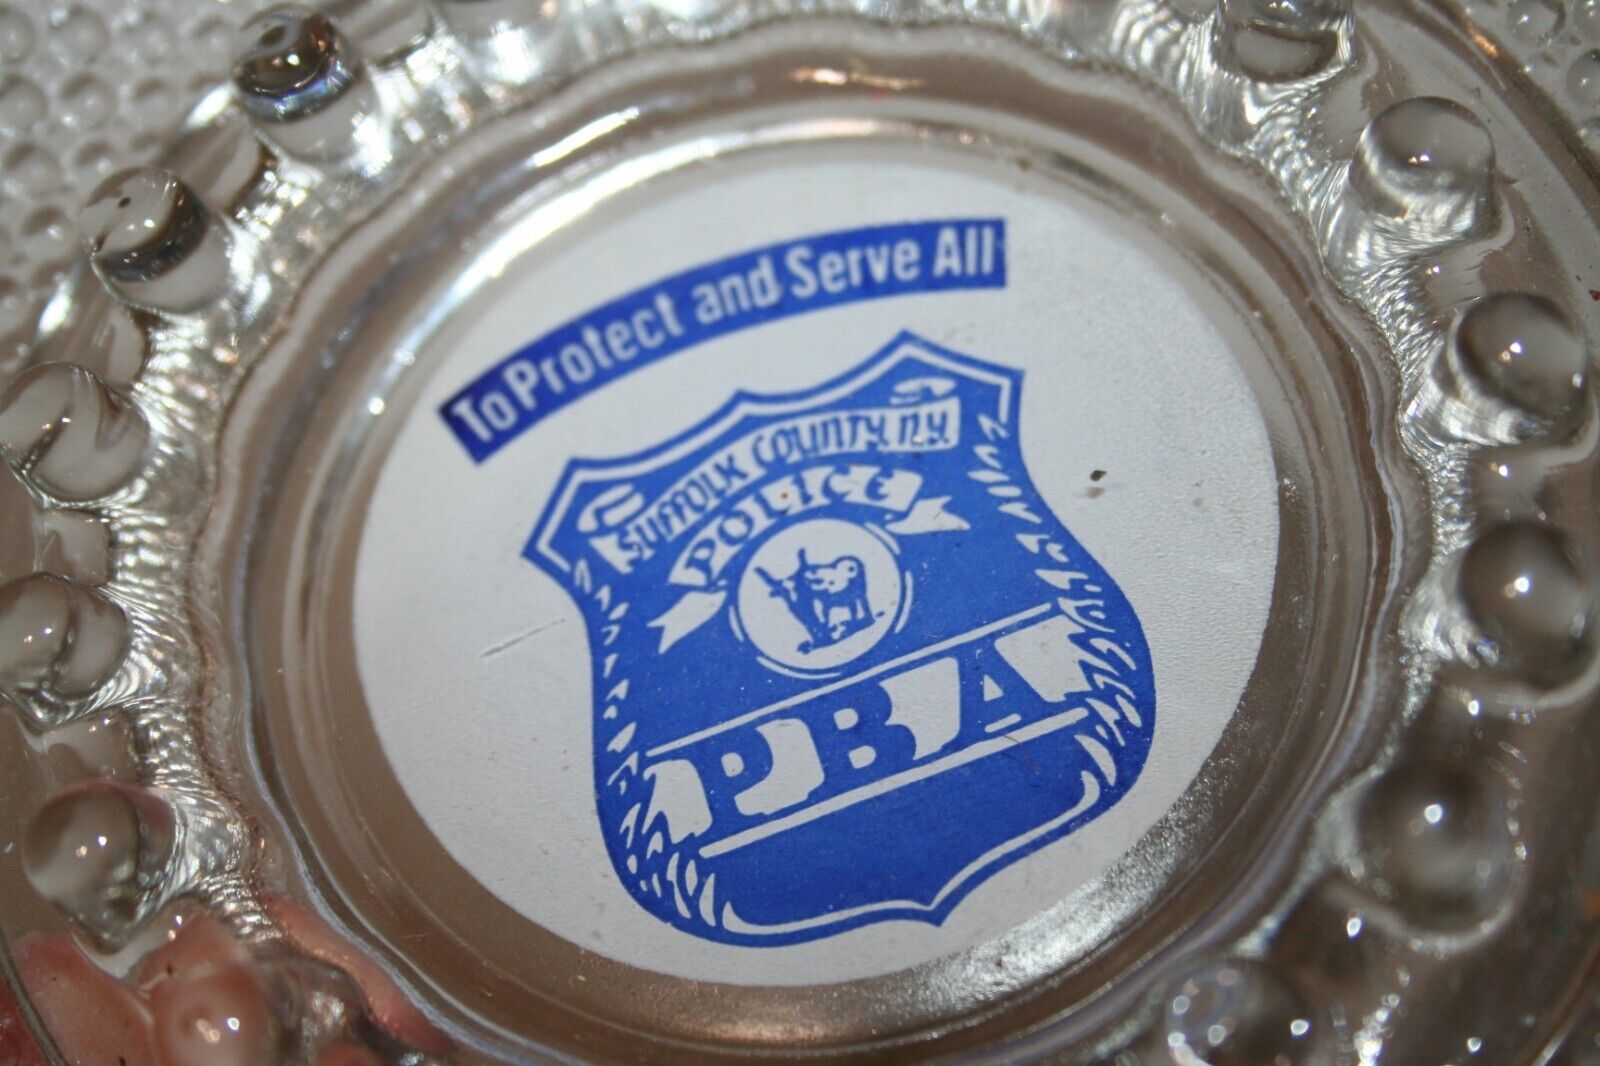 To Protect and Serve All
SUFFOLK COUNTY, N.Y.
POLICE
PBA